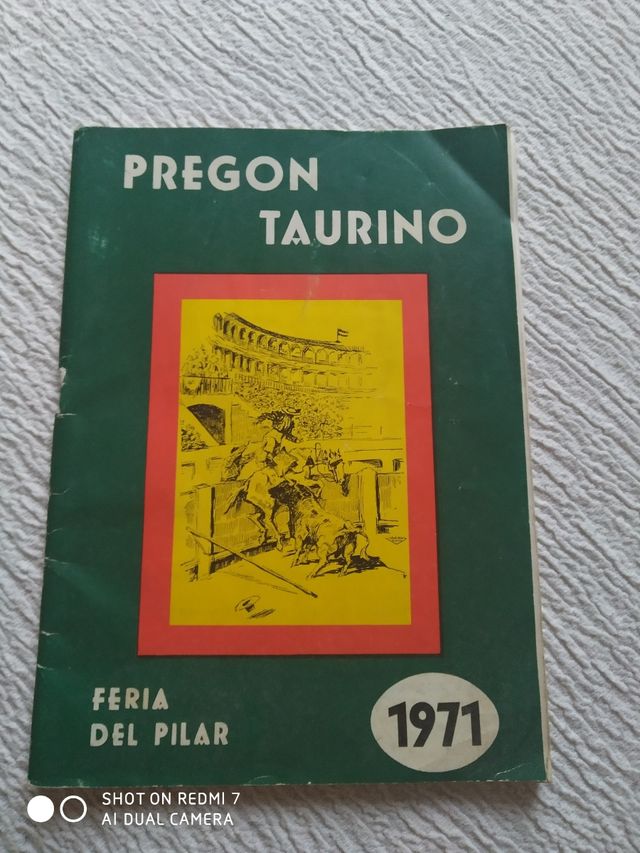 PREGON
TAURINO
FERIA
DEL PILAR
1971
SHOT ON REDMI 7
AI DUAL CAMERA